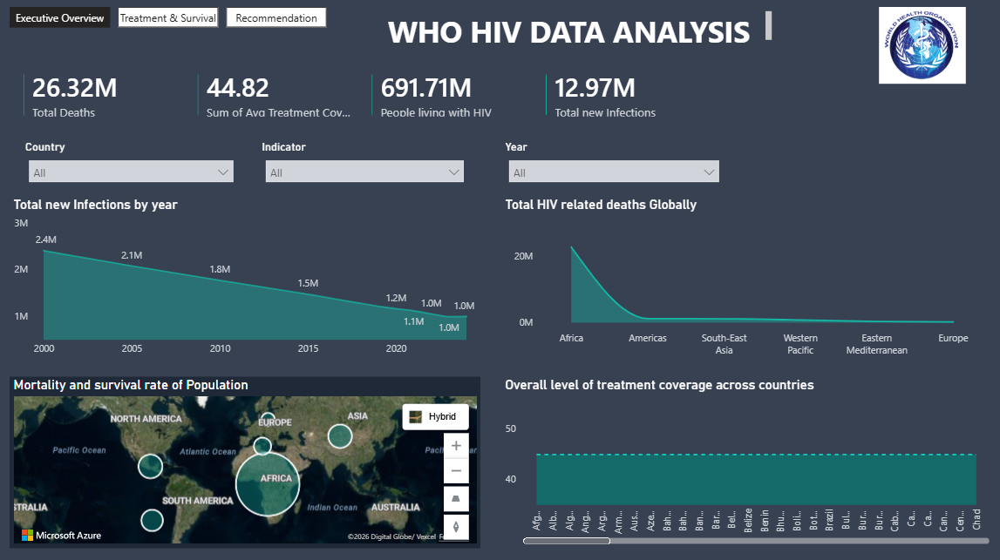 Executive Overview
Treatment & Survival
Recommendation
WHO HIV DATA ANALYSIS
WORLD HEALTH ORGANIZATION
26.32M
Total Deaths
44.82
Sum of Avg Treatment Cov...
691.71M
People living with HIV
12.97M
Total new Infections
Country
All
Indicator
All
Year
All
Total new Infections by year
3M
2M
1M
2.4M
2.1M
1.8M
1.5M
1.2M
1.1M
1.0M
1.0M
1.0M
2000
2005
2010
2015
2020
Total HIV related deaths Globally
20M
0M
Africa
Americas
South-East
Asia
Western
Pacific
Eastern
Mediterranean
Europe
Mortality and survival rate of Population
NORTH AMERICA
EUROPE
ASIA
Hybrid
Pacific Ocean
Atlantic Ocean
AFRICA
SOUTH AMERICA
Indian Ocean
AUSTRALIA
STRALIA
Microsoft Azure
©2026 Digital Globe/ Vexcel
Overall level of treatment coverage across countries
50
40
Afg...
Alb...
Alg...
Ang...
Arg...
Arm...
Aus...
Aze...
Bah...
Bah...
Ban...
Bar...
Bel...
Belize
Benin
Bhu...
Boli...
Bot...
Brazil
Bul...
Bur...
Bur...
Cab...
Ca...
Ca...
Can...
Cen...
Chad